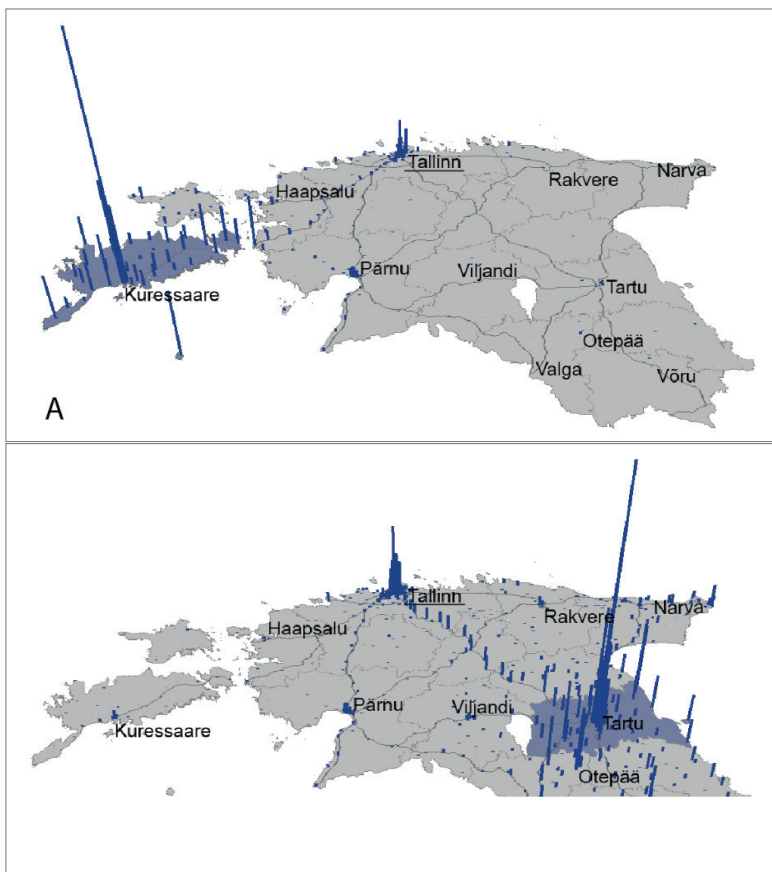 Tallinn
Narva
Haapsalu
Rakvere
Pärnu
Viljandi
Tartu
Kuressaare
Otepää
Valga
Võru
A
Tallinn
Narva
Rakvere
Haapsalu
Pärnu
Viljandi
Tartu
Kuressaare
Otepää